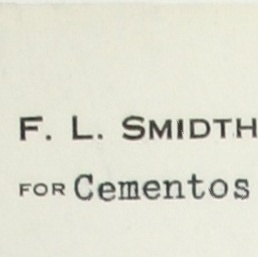 F. L. SMIDTH
FOR Cementos